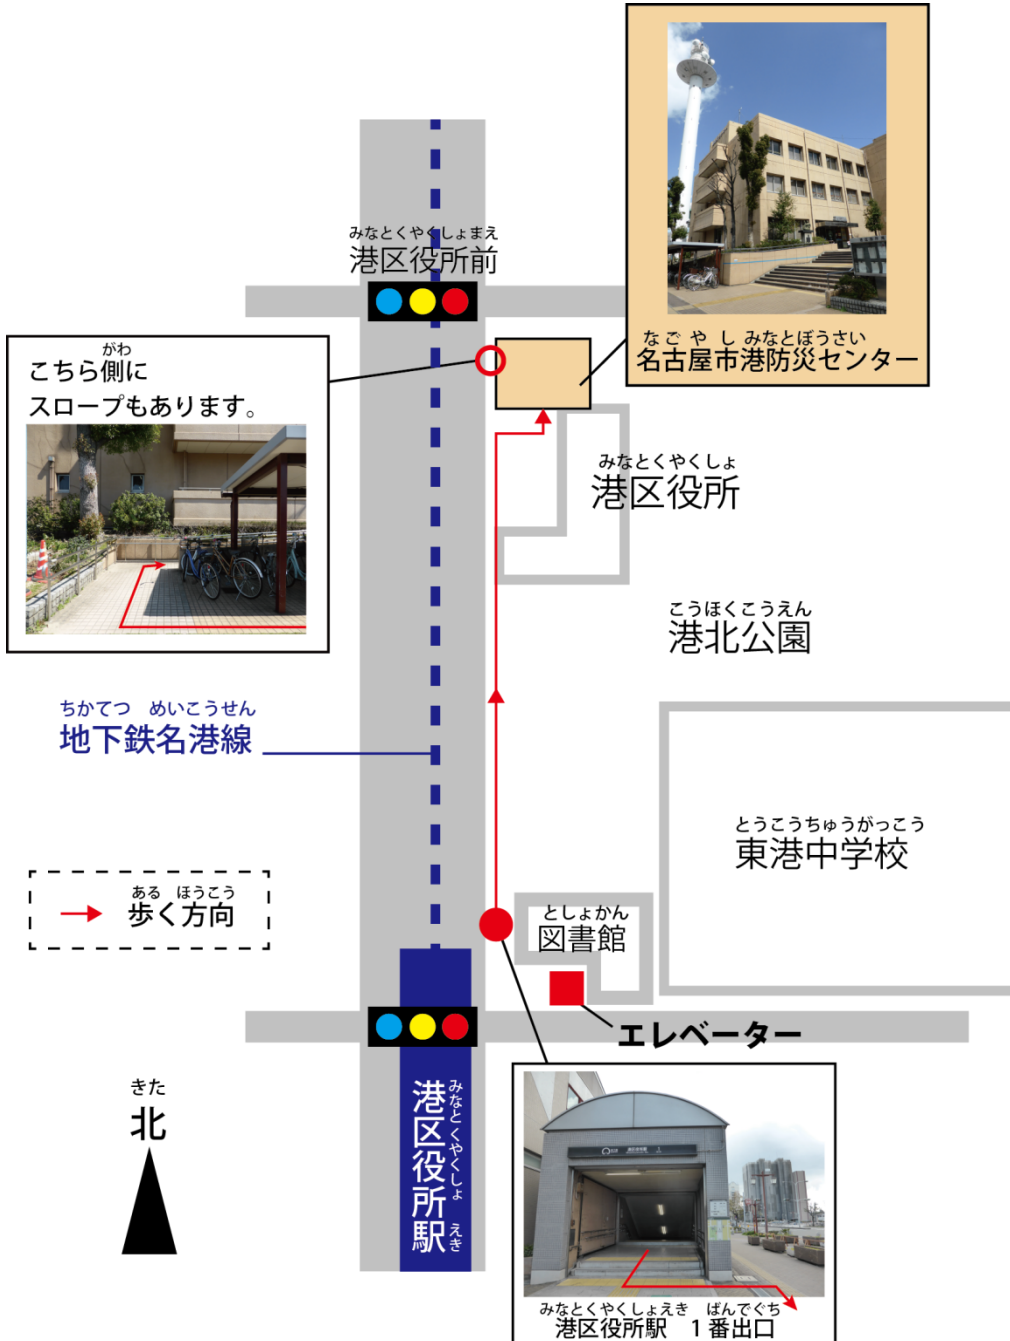 みなとくやくしょまえ
港区役所前
なごやしみなとぼうさい
名古屋市港防災センター
がわ
こちら側に
スロープもあります。
みなとくやくしょ
港区役所
こうほくこうえん
港北公園
ちかてつ めいこうせん
地下鉄名港線
とうこうちゅうがっこう
東港中学校
ある ほうこう
歩く方向
としょかん
図書館
エレベーター
きた
北
みなとくやくしょ えき
港区役所駅
みなとくやくしょえき ばんでぐち
港区役所駅 1番出口